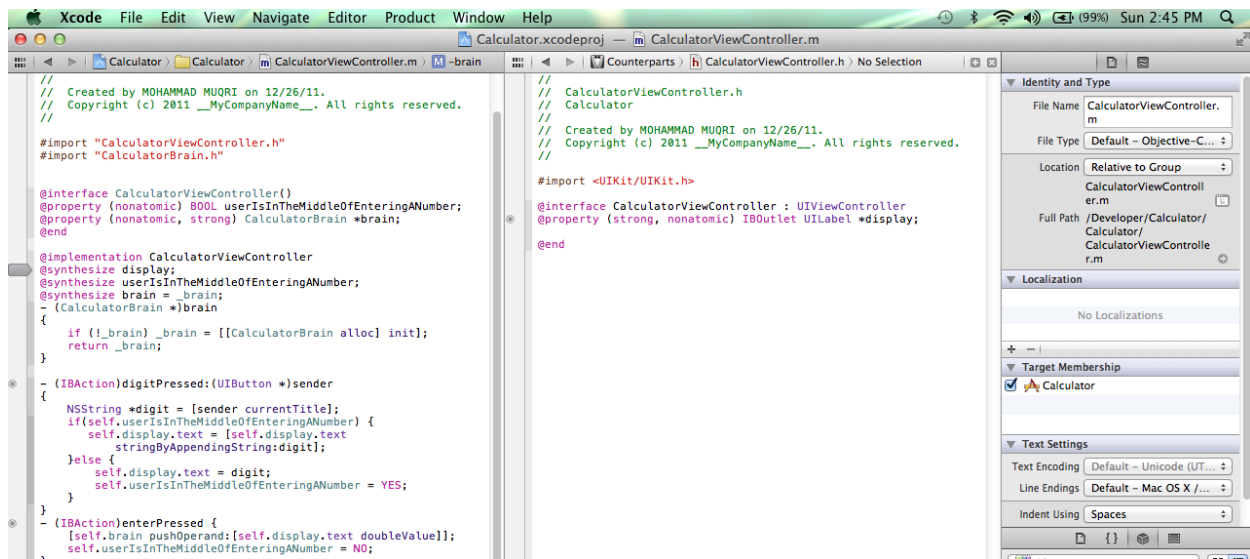 Xcode File Edit View Navigate Editor Product Window Help (99%) Sun 2:45 PM
Calculator.xcodeproj — CalculatorViewController.m
Calculator Calculator CalculatorViewController.m -brain
//
// Created by MOHAMMAD MUQRI on 12/26/11.
// Copyright (c) 2011 __MyCompanyName__. All rights reserved.
//
#import "CalculatorViewController.h"
#import "CalculatorBrain.h"
@interface CalculatorViewController()
@property (nonatomic) BOOL userIsInTheMiddleOfEnteringANumber;
@property (nonatomic, strong) CalculatorBrain *brain;
@end
@implementation CalculatorViewController
@synthesize display;
@synthesize userIsInTheMiddleOfEnteringANumber;
@synthesize brain = _brain;
- (CalculatorBrain *)brain
{
if (!_brain) _brain = [[CalculatorBrain alloc] init];
return _brain;
}
- (IBAction)digitPressed:(UIButton *)sender
{
NSString *digit = [sender currentTitle];
if(self.userIsInTheMiddleOfEnteringANumber) {
self.display.text = [self.display.text
stringByAppendingString:digit];
}else {
self.display.text = digit;
self.userIsInTheMiddleOfEnteringANumber = YES;
}
}
- (IBAction)enterPressed {
[self.brain pushOperand:[self.display.text doubleValue]];
self.userIsInTheMiddleOfEnteringANumber = NO;
Counterparts CalculatorViewController.h No Selection
//
// CalculatorViewController.h
// Calculator
//
// Created by MOHAMMAD MUQRI on 12/26/11.
// Copyright (c) 2011 __MyCompanyName__. All rights reserved.
//
#import <UIKit/UIKit.h>
@interface CalculatorViewController : UIViewController
@property (strong, nonatomic) IBOutlet UILabel *display;
@end
Identity and Type
File Name CalculatorViewController.
m
File Type Default - Objective-C...
Location Relative to Group
CalculatorViewControll
er.m
Full Path /Developer/Calculator/
Calculator/
CalculatorViewControlle
r.m
Localization
No Localizations
+ -
Target Membership
Calculator
Text Settings
Text Encoding Default - Unicode (UT...
Line Endings Default - Mac OS X /...
Indent Using Spaces
{}